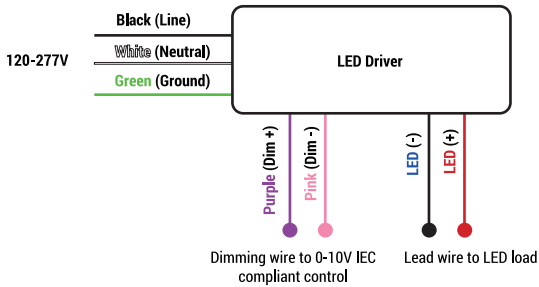 Black (Line)
White (Neutral)
120-277V
LED Driver
Green (Ground)
Purple (Dim +)
Pink (Dim -)
LED (-)
LED (+)
Dimming wire to 0-10V IEC
compliant control
Lead wire to LED load